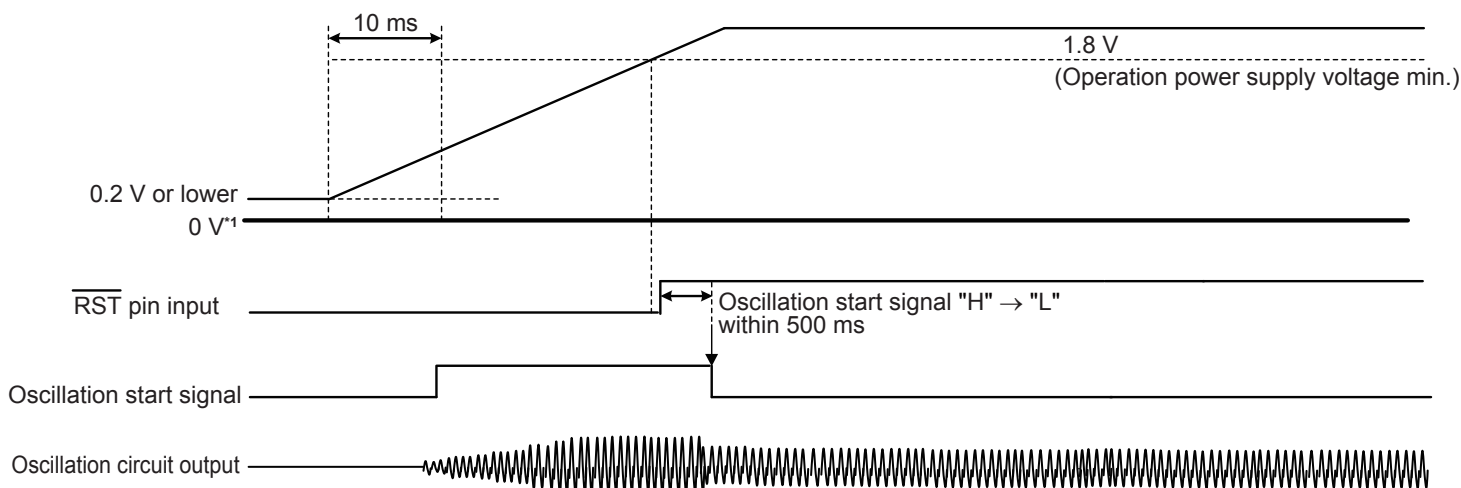 10 ms
1.8 V
(Operation power supply voltage min.)
0.2 V or lower
0 V*1
RST pin input
Oscillation start signal "H" → "L"
within 500 ms
Oscillation start signal
Oscillation circuit output